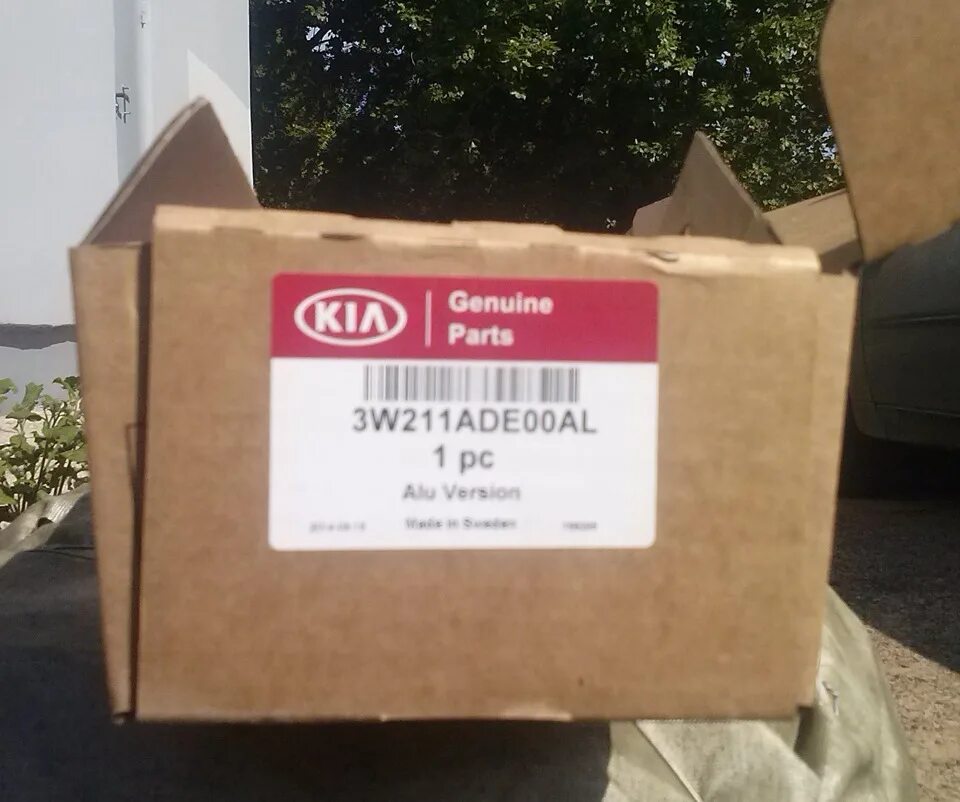 KIA
Genuine
Parts
3W211ADE00AL
1 pc
Alu Version
Made in Sweden